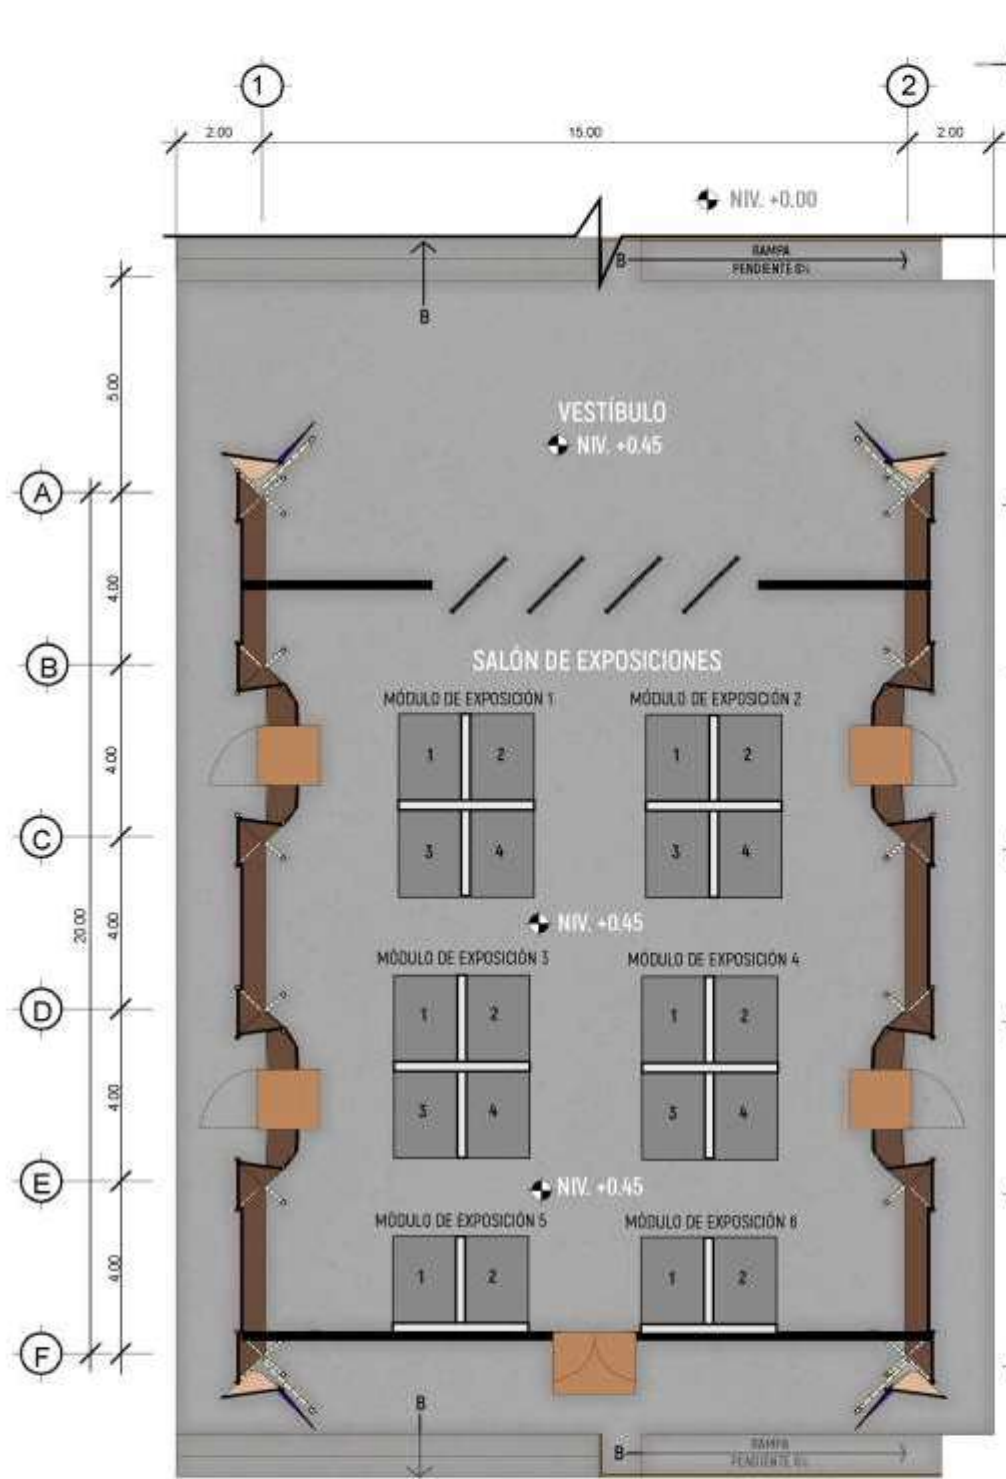 1
2
2.00
15.00
2.00
NIV. +0.00
B
RAMPA
PENDIENTE 6%
B
5.00
VESTÍBULO
NIV. +0.45
A
4.00
B
SALÓN DE EXPOSICIONES
MÓDULO DE EXPOSICIÓN 1
MÓDULO DE EXPOSICIÓN 2
1 2
1 2
4.00
C
3 4
3 4
20.00
4.00
NIV. +0.45
MÓDULO DE EXPOSICIÓN 3
MÓDULO DE EXPOSICIÓN 4
D
1 2
1 2
4.00
3 4
3 4
E
NIV. +0.45
MÓDULO DE EXPOSICIÓN 5
MÓDULO DE EXPOSICIÓN 6
4.00
1 2
1 2
F
B
B
RAMPA
PENDIENTE 6%